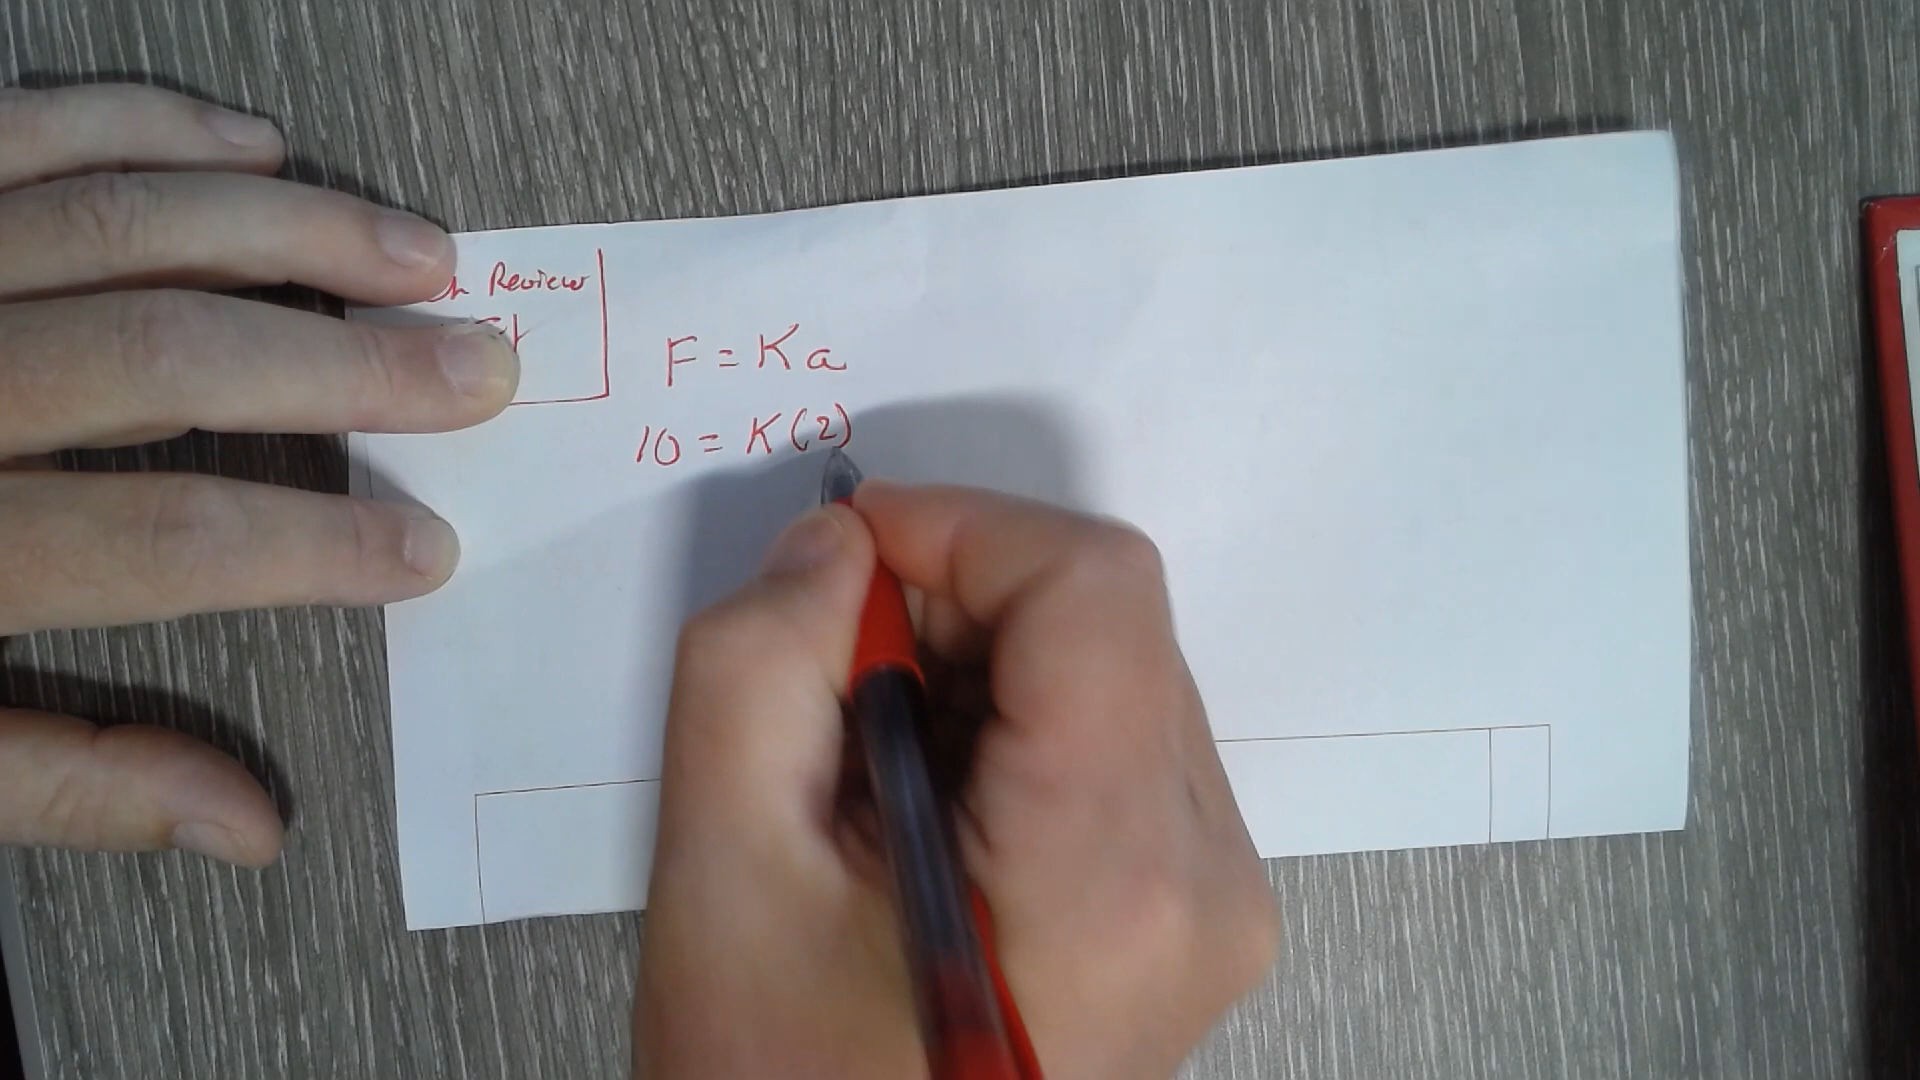 Review
F = Ka
10 = K(2)